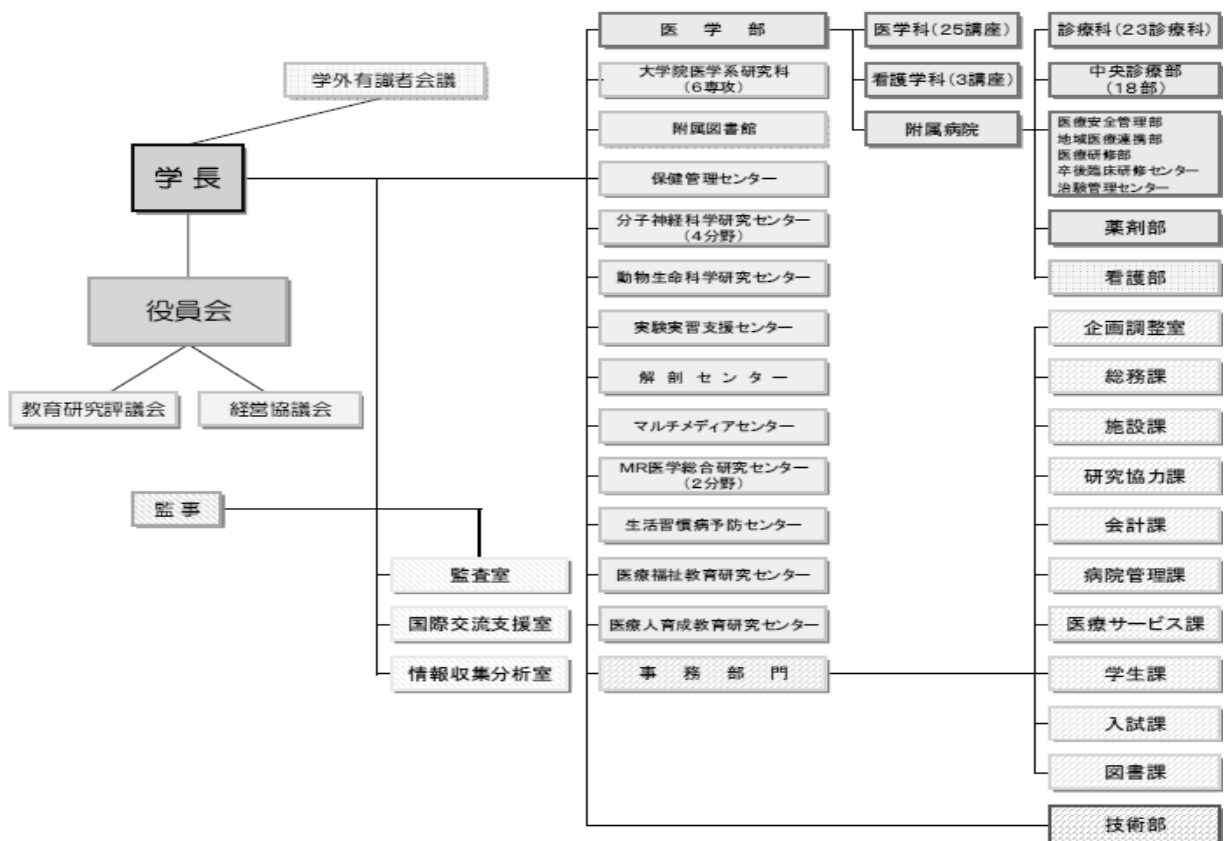 学外有識者会議
学長
役員会
教育研究評議会
経営協議会
監事
監査室
国際交流支援室
情報収集分析室
医学部
大学院医学系研究科
(6専攻)
附属図書館
保健管理センター
分子神経科学研究センター
(4分野)
動物生命科学研究センター
実験実習支援センター
解剖センター
マルチメディアセンター
MR医学総合研究センター
(2分野)
生活習慣病予防センター
医療福祉教育研究センター
医療人育成教育研究センター
事務部門
医学科(25講座)
看護学科(3講座)
附属病院
診療科(23診療科)
中央診療部
(18部)
医療安全管理部
地域医療連携部
医療研修部
卒後臨床研修センター
治験管理センター
薬剤部
看護部
企画調整室
総務課
施設課
研究協力課
会計課
病院管理課
医療サービス課
学生課
入試課
図書課
技術部